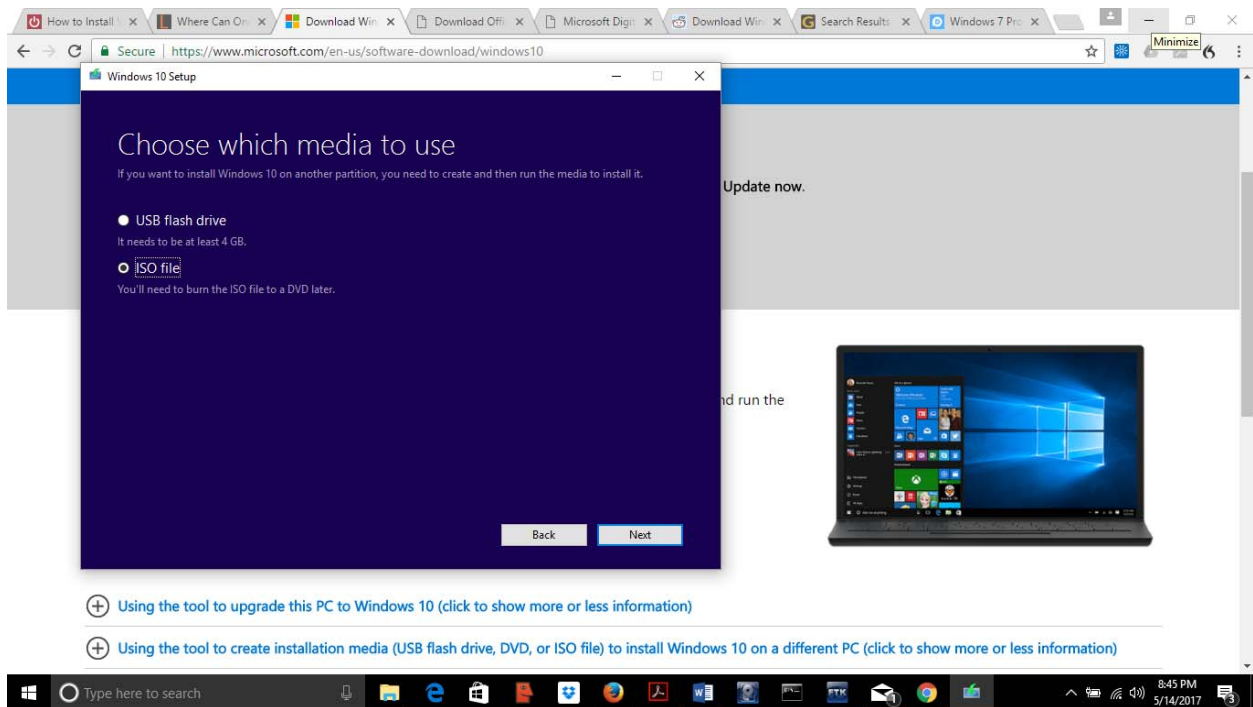 How to Install
Where Can On
Download Win
Download Offi
Microsoft Digit
Download Win
Search Results
Windows 7 Pro
Secure | https://www.microsoft.com/en-us/software-download/windows10
Minimize
Windows 10 Setup
Choose which media to use
If you want to install Windows 10 on another partition, you need to create and then run the media to install it.
Update now.
USB flash drive
It needs to be at least 4 GB.
ISO file
You'll need to burn the ISO file to a DVD later.
nd run the
Back
Next
Using the tool to upgrade this PC to Windows 10 (click to show more or less information)
Using the tool to create installation media (USB flash drive, DVD, or ISO file) to install Windows 10 on a different PC (click to show more or less information)
Type here to search
FTK
1
8:45 PM
5/14/2017
3